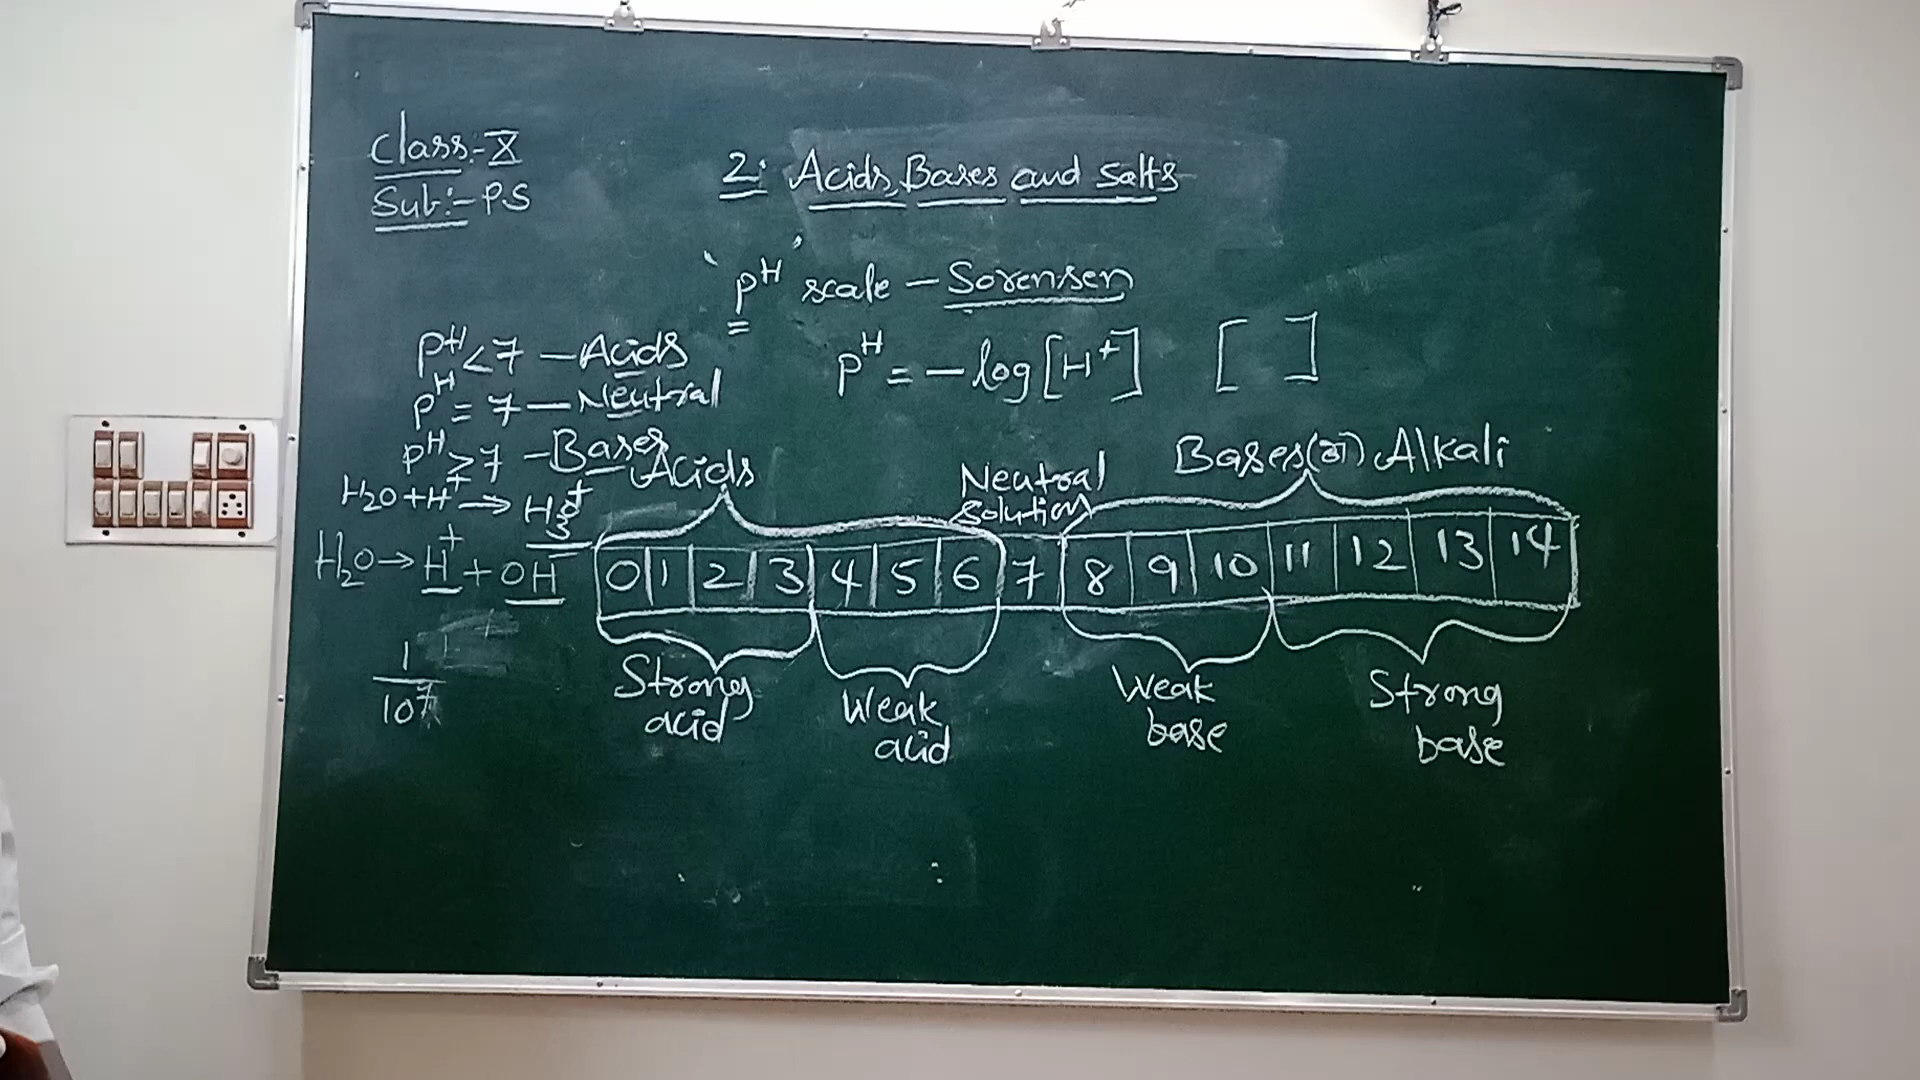 Class:- X
Sub:- P.S
2. Acids, Bases and Salts
'pH' scale - Sorensen
pH < 7 - Acids
pH = 7 - Neutral
pH > 7 - Bases
pH = - log [H+] [ ]
H2O + H+ → H3O+
H2O → H+ + OH-
1/10^7
Acids
Neutral solution
Bases (or) Alkali
0 1 2 3 4 5 6 7 8 9 10 11 12 13 14
Strong acid
Weak acid
Weak base
Strong base